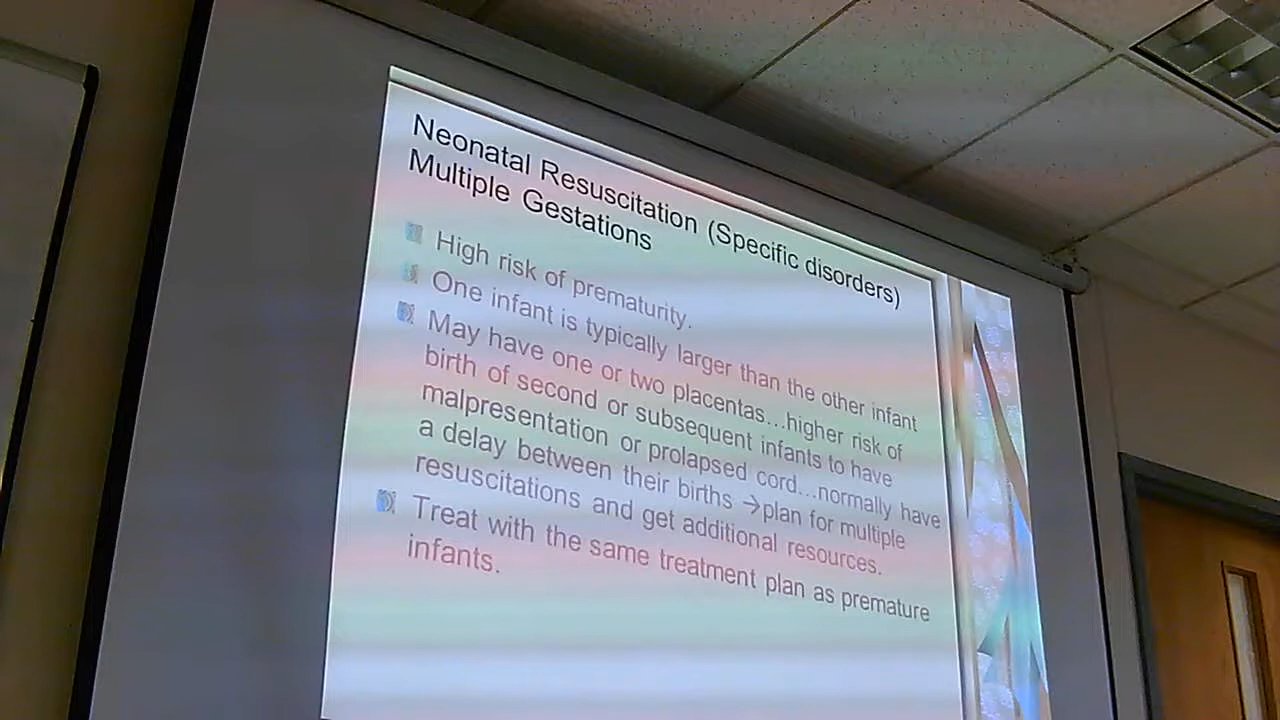 Neonatal Resuscitation (Specific disorders)
Multiple Gestations
High risk of prematurity.
One infant is typically larger than the other infant
May have one or two placentas...higher risk of
birth of second or subsequent infants to have
malpresentation or prolapsed cord...normally have
a delay between their births →plan for multiple
resuscitations and get additional resources.
Treat with the same treatment plan as premature
infants.